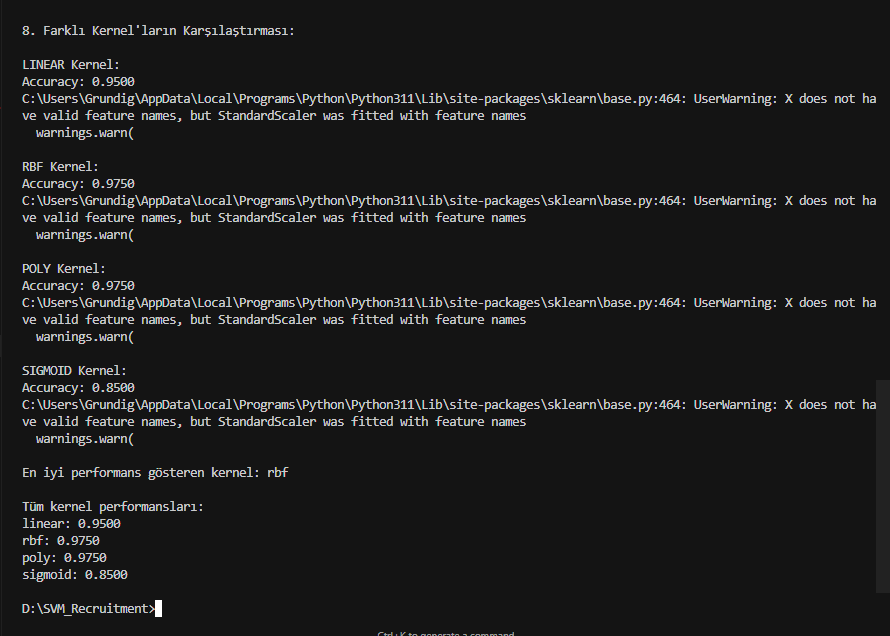 8. Farklı Kernel'ların Karşılaştırması:
LINEAR Kernel:
Accuracy: 0.9500
C:\Users\Grundig\AppData\Local\Programs\Python\Python311\Lib\site-packages\sklearn\base.py:464: UserWarning: X does not ha
ve valid feature names, but StandardScaler was fitted with feature names
  warnings.warn(
RBF Kernel:
Accuracy: 0.9750
C:\Users\Grundig\AppData\Local\Programs\Python\Python311\Lib\site-packages\sklearn\base.py:464: UserWarning: X does not ha
ve valid feature names, but StandardScaler was fitted with feature names
  warnings.warn(
POLY Kernel:
Accuracy: 0.9750
C:\Users\Grundig\AppData\Local\Programs\Python\Python311\Lib\site-packages\sklearn\base.py:464: UserWarning: X does not ha
ve valid feature names, but StandardScaler was fitted with feature names
  warnings.warn(
SIGMOID Kernel:
Accuracy: 0.8500
C:\Users\Grundig\AppData\Local\Programs\Python\Python311\Lib\site-packages\sklearn\base.py:464: UserWarning: X does not ha
ve valid feature names, but StandardScaler was fitted with feature names
  warnings.warn(
En iyi performans gösteren kernel: rbf
Tüm kernel performansları:
linear: 0.9500
rbf: 0.9750
poly: 0.9750
sigmoid: 0.8500
D:\SVM_Recruitment>
Ctrl+K to generate a command